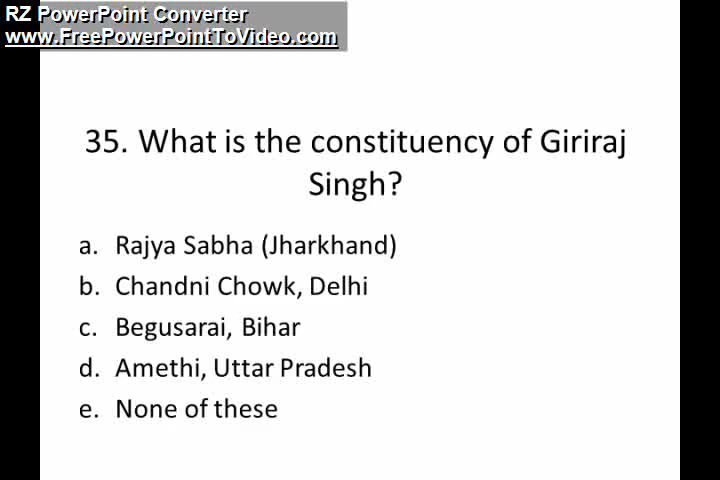 RZ PowerPoint Converter
www.FreePowerPointToVideo.com
35. What is the constituency of Giriraj
Singh?
a. Rajya Sabha (Jharkhand)
b. Chandni Chowk, Delhi
c. Begusarai, Bihar
d. Amethi, Uttar Pradesh
e. None of these